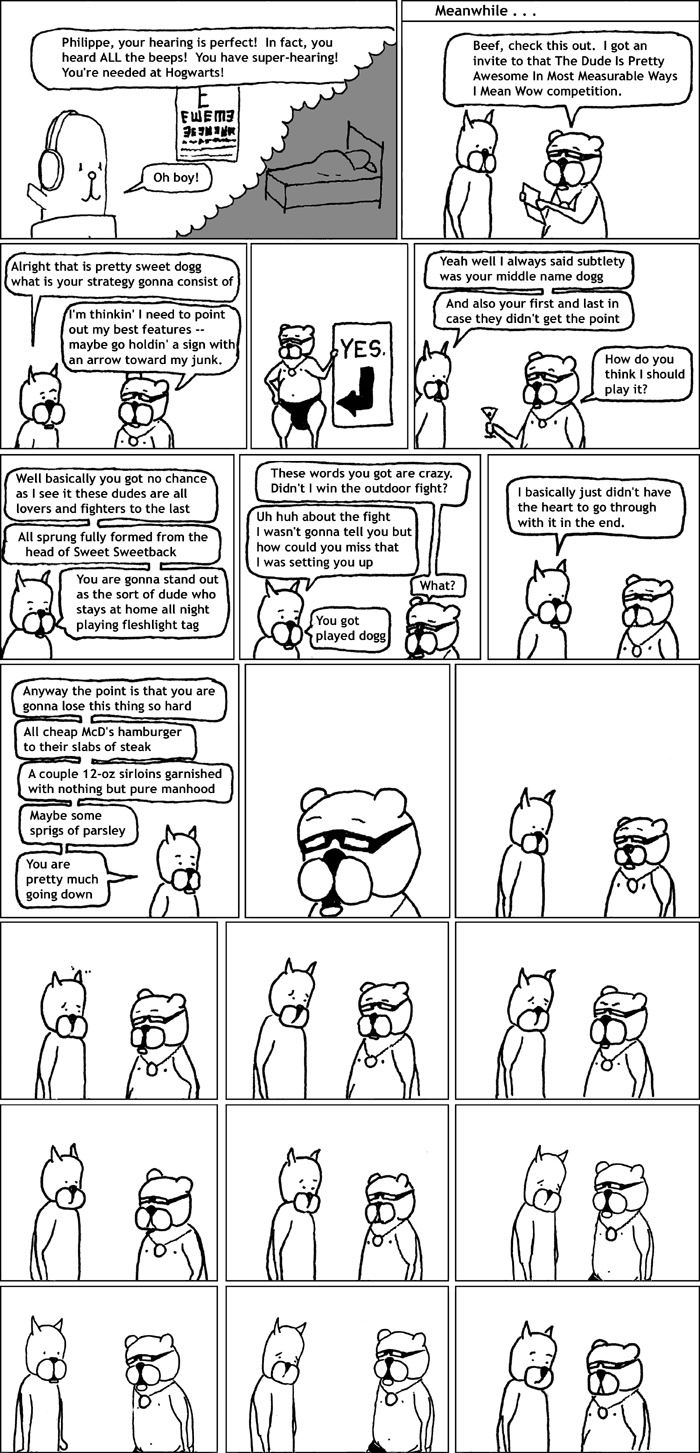 Philippe, your hearing is perfect!  In fact, you
heard ALL the beeps!  You have super-hearing!
You're needed at Hogwarts!
E
Oh boy!
Meanwhile . . .
Beef, check this out.  I got an
invite to that The Dude Is Pretty
Awesome In Most Measurable Ways
I Mean Wow competition.
Alright that is pretty sweet dogg
what is your strategy gonna consist of
I'm thinkin' I need to point
out my best features --
maybe go holdin' a sign with
an arrow toward my junk.
YES.
Yeah well I always said subtlety
was your middle name dogg
And also your first and last in
case they didn't get the point
How do you
think I should
play it?
Well basically you got no chance
as I see it these dudes are all
lovers and fighters to the last
All sprung fully formed from the
head of Sweet Sweetback
You are gonna stand out
as the sort of dude who
stays at home all night
playing fleshlight tag
These words you got are crazy.
Didn't I win the outdoor fight?
Uh huh about the fight
I wasn't gonna tell you but
how could you miss that
I was setting you up
What?
You got
played dogg
I basically just didn't have
the heart to go through
with it in the end.
Anyway the point is that you are
gonna lose this thing so hard
All cheap McD's hamburger
to their slabs of steak
A couple 12-oz sirloins garnished
with nothing but pure manhood
Maybe some
sprigs of parsley
You are
pretty much
going down